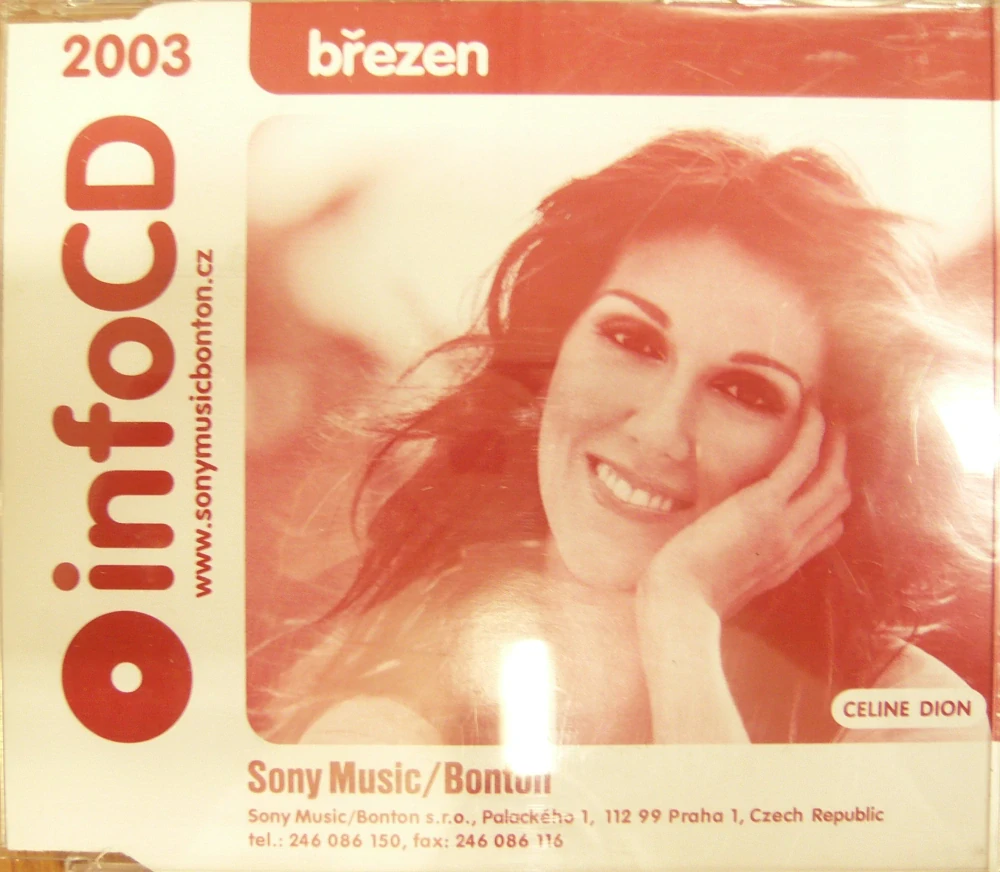 2003
březen
infoCD
www.sonymusicbonton.cz
CELINE DION
Sony Music/Bonton
Sony Music/Bonton s.r.o., Palackého 1, 112 99 Praha 1, Czech Republic
tel.: 246 086 150, fax: 246 086 116